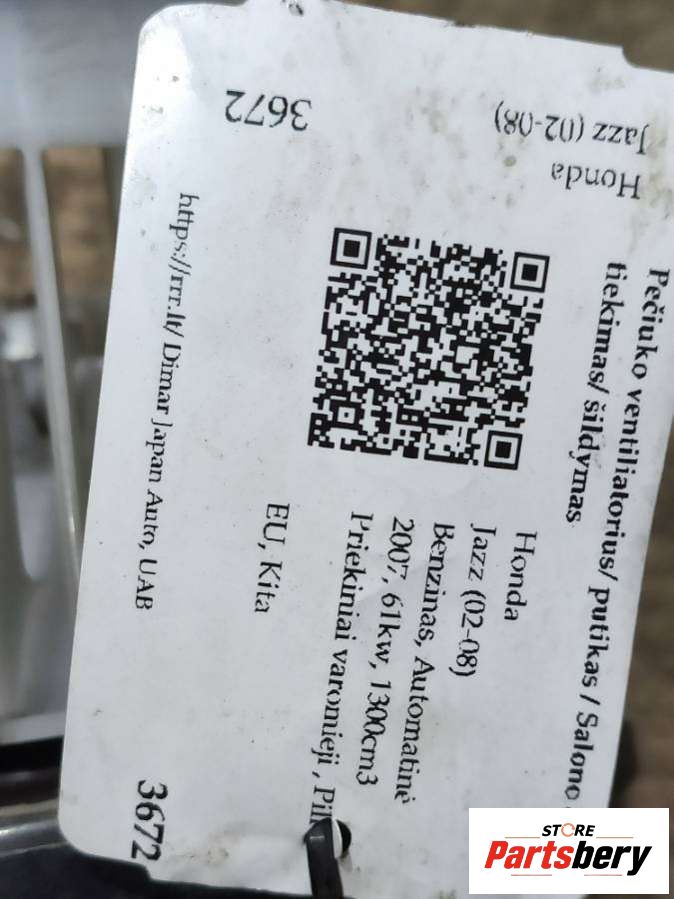 Honda
Jazz (02-08)
3672
Pečiuko ventiliatorius/ putikas / Salono
tiekimas/ šildymas
Honda
Jazz (02-08)
Benzinas, Automatinė
2007, 61kw, 1300cm3
Priekiniai varomieji ,
EU, Kita
https://rrr.lt/ Dimar Japan Auto, UAB
3672
STORE
Partsbery